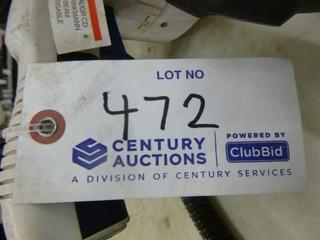 LOT NO
472
CENTURY
AUCTIONS
POWERED BY
ClubBid
A DIVISION OF CENTURY SERVICES